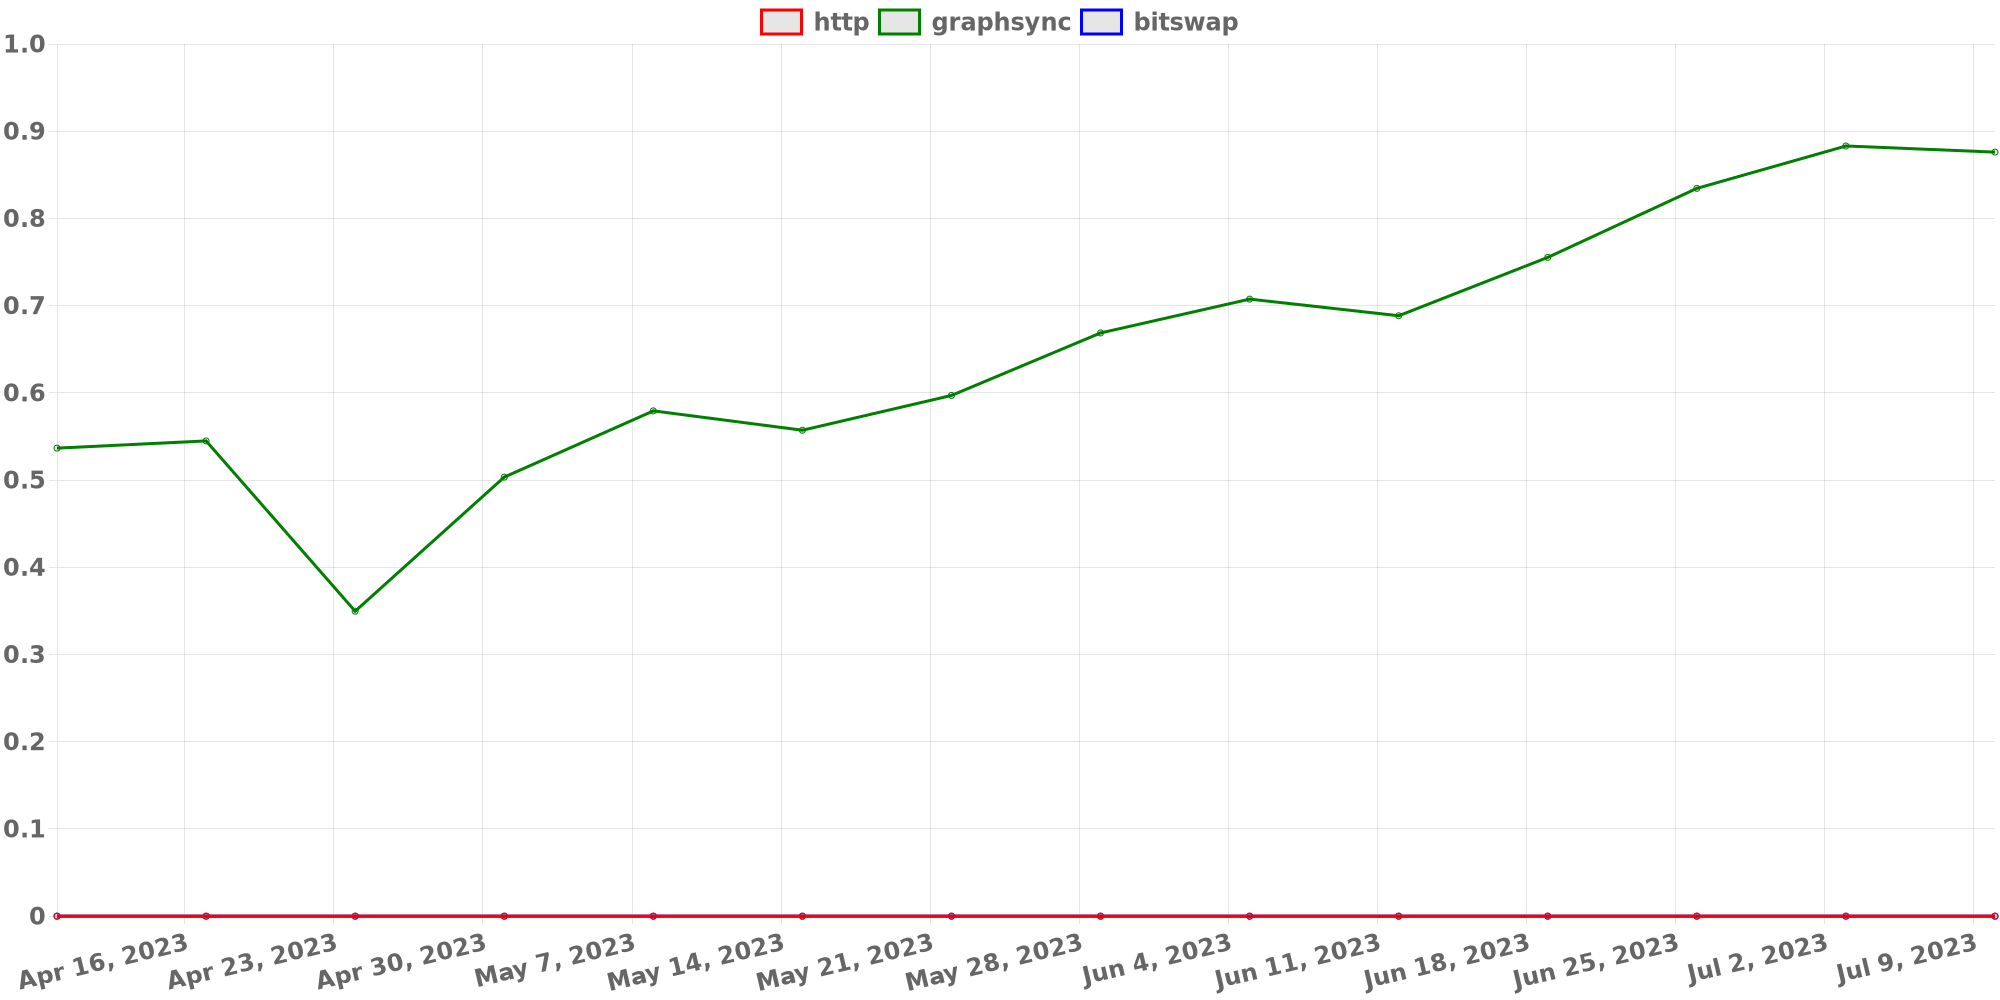 http graphsync bitswap
1.0
0.9
0.8
0.7
0.6
0.5
0.4
0.3
0.2
0.1
0
Apr 16, 2023
Apr 23, 2023
Apr 30, 2023
May 7, 2023
May 14, 2023
May 21, 2023
May 28, 2023
Jun 4, 2023
Jun 11, 2023
Jun 18, 2023
Jun 25, 2023
Jul 2, 2023
Jul 9, 2023